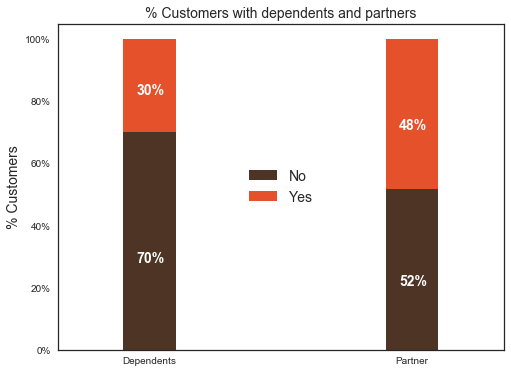 % Customers with dependents and partners
% Customers
100%
80%
60%
40%
20%
0%
30%
70%
48%
52%
No
Yes
Dependents
Partner